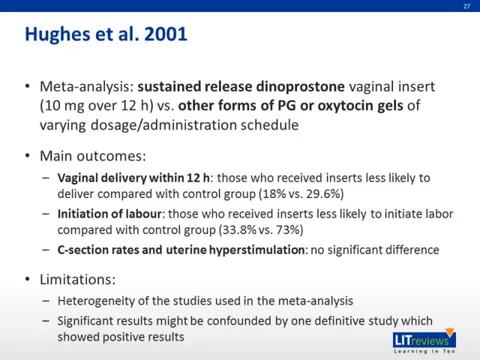 27
Hughes et al. 2001
• Meta-analysis: sustained release dinoprostone vaginal insert
(10 mg over 12 h) vs. other forms of PG or oxytocin gels of
varying dosage/administration schedule
• Main outcomes:
– Vaginal delivery within 12 h: those who received inserts less likely to
deliver compared with control group (18% vs. 29.6%)
– Initiation of labour: those who received inserts less likely to initiate labor
compared with control group (33.8% vs. 73%)
– C-section rates and uterine hyperstimulation: no significant difference
• Limitations:
– Heterogeneity of the studies used in the meta-analysis
– Significant results might be confounded by one definitive study which
showed positive results
LITreviews
Learning In Ten